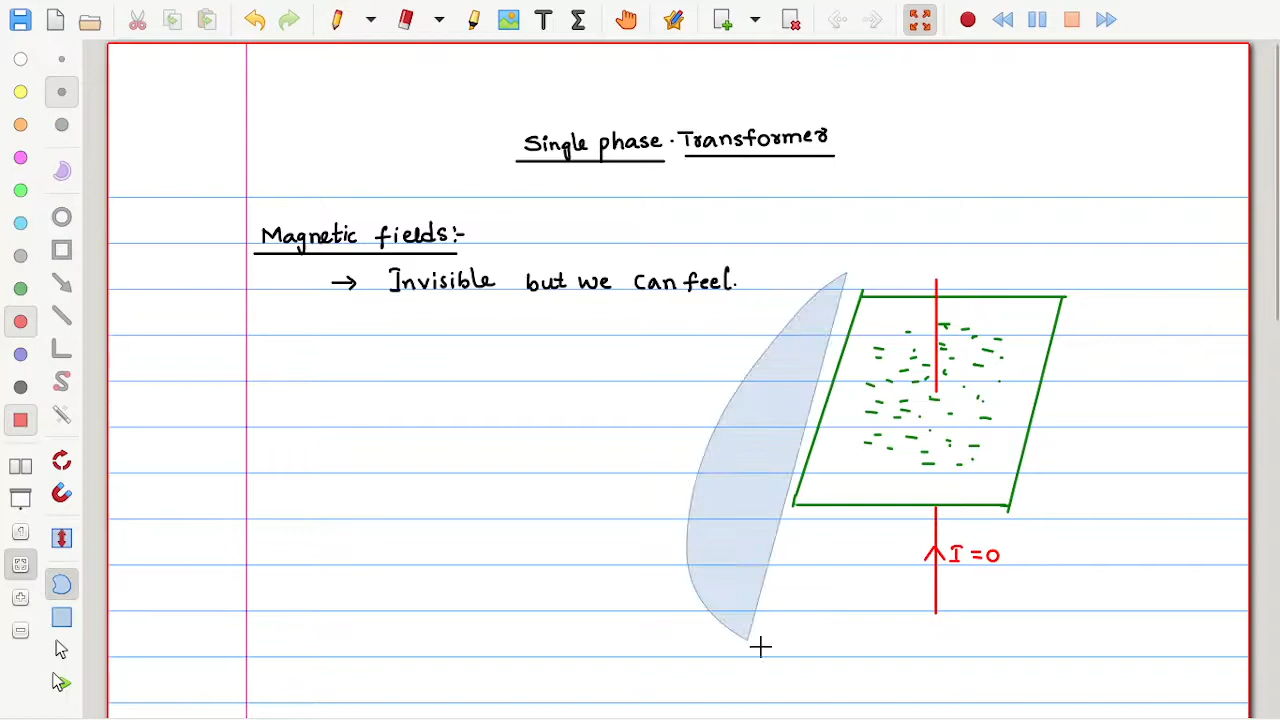 Single phase . Transformer
Magnetic fields:-
→ Invisible but we can feel.
I = 0